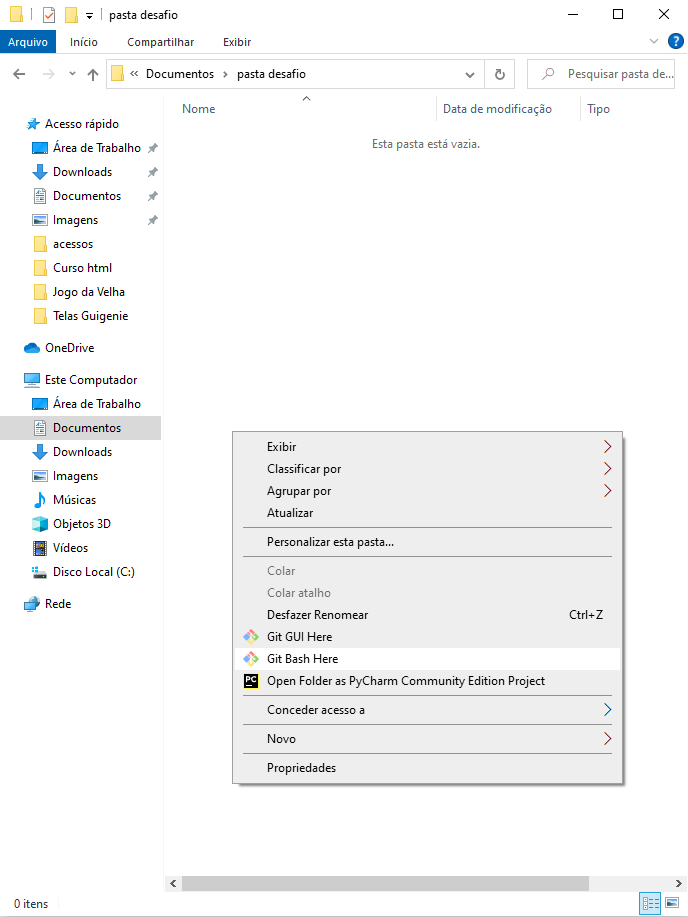 pasta desafio
Arquivo Início Compartilhar Exibir
« Documentos › pasta desafio
Pesquisar pasta de...
Nome Data de modificação Tipo
Esta pasta está vazia.
Acesso rápido
Área de Trabalho
Downloads
Documentos
Imagens
acessos
Curso html
Jogo da Velha
Telas Guigenie
OneDrive
Este Computador
Área de Trabalho
Documentos
Downloads
Imagens
Músicas
Objetos 3D
Vídeos
Disco Local (C:)
Rede
Exibir
Classificar por
Agrupar por
Atualizar
Personalizar esta pasta...
Colar
Colar atalho
Desfazer Renomear Ctrl+Z
Git GUI Here
Git Bash Here
PC Open Folder as PyCharm Community Edition Project
Conceder acesso a
Novo
Propriedades
0 itens